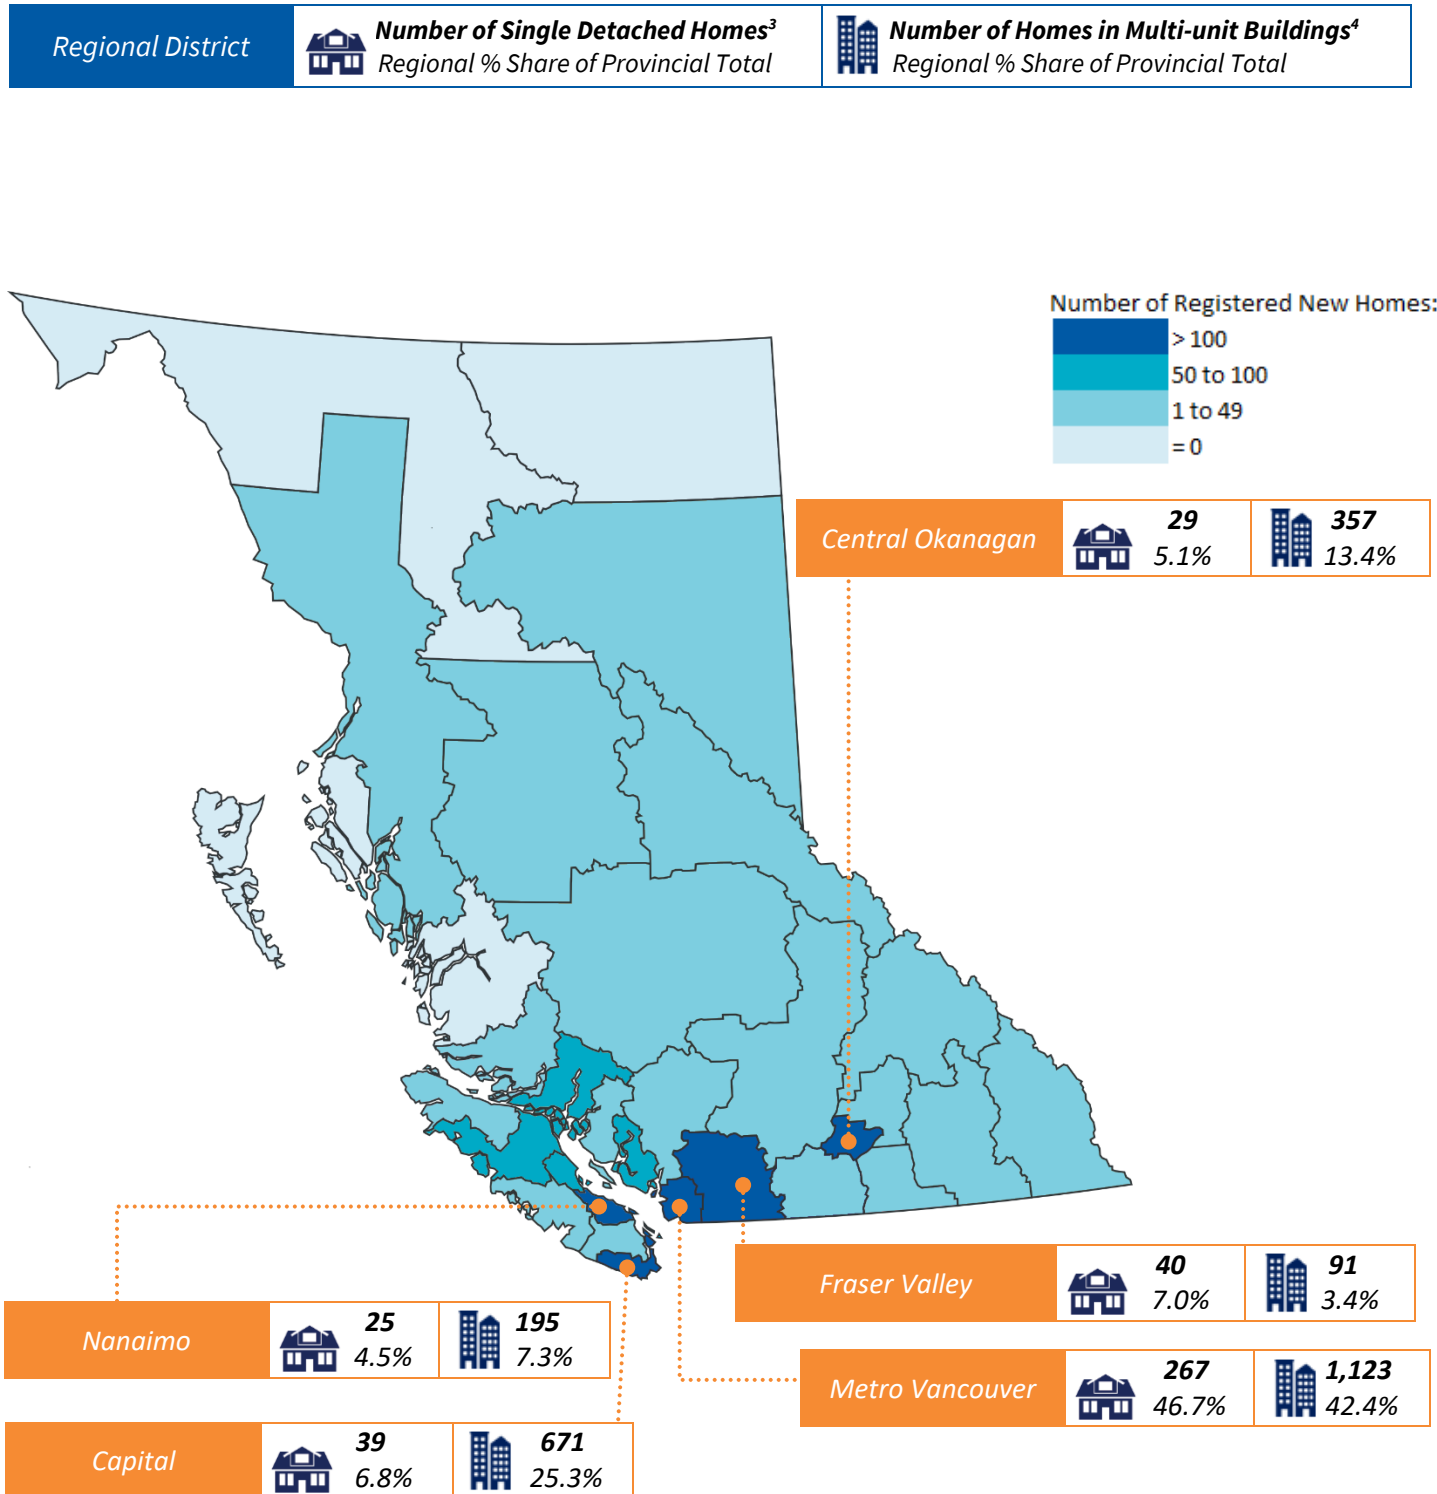 Regional District
Number of Single Detached Homes³
Regional % Share of Provincial Total
Number of Homes in Multi-unit Buildings⁴
Regional % Share of Provincial Total
Number of Registered New Homes:
> 100
50 to 100
1 to 49
= 0
Central Okanagan
29
5.1%
357
13.4%
Fraser Valley
40
7.0%
91
3.4%
Nanaimo
25
4.5%
195
7.3%
Metro Vancouver
267
46.7%
1,123
42.4%
Capital
39
6.8%
671
25.3%